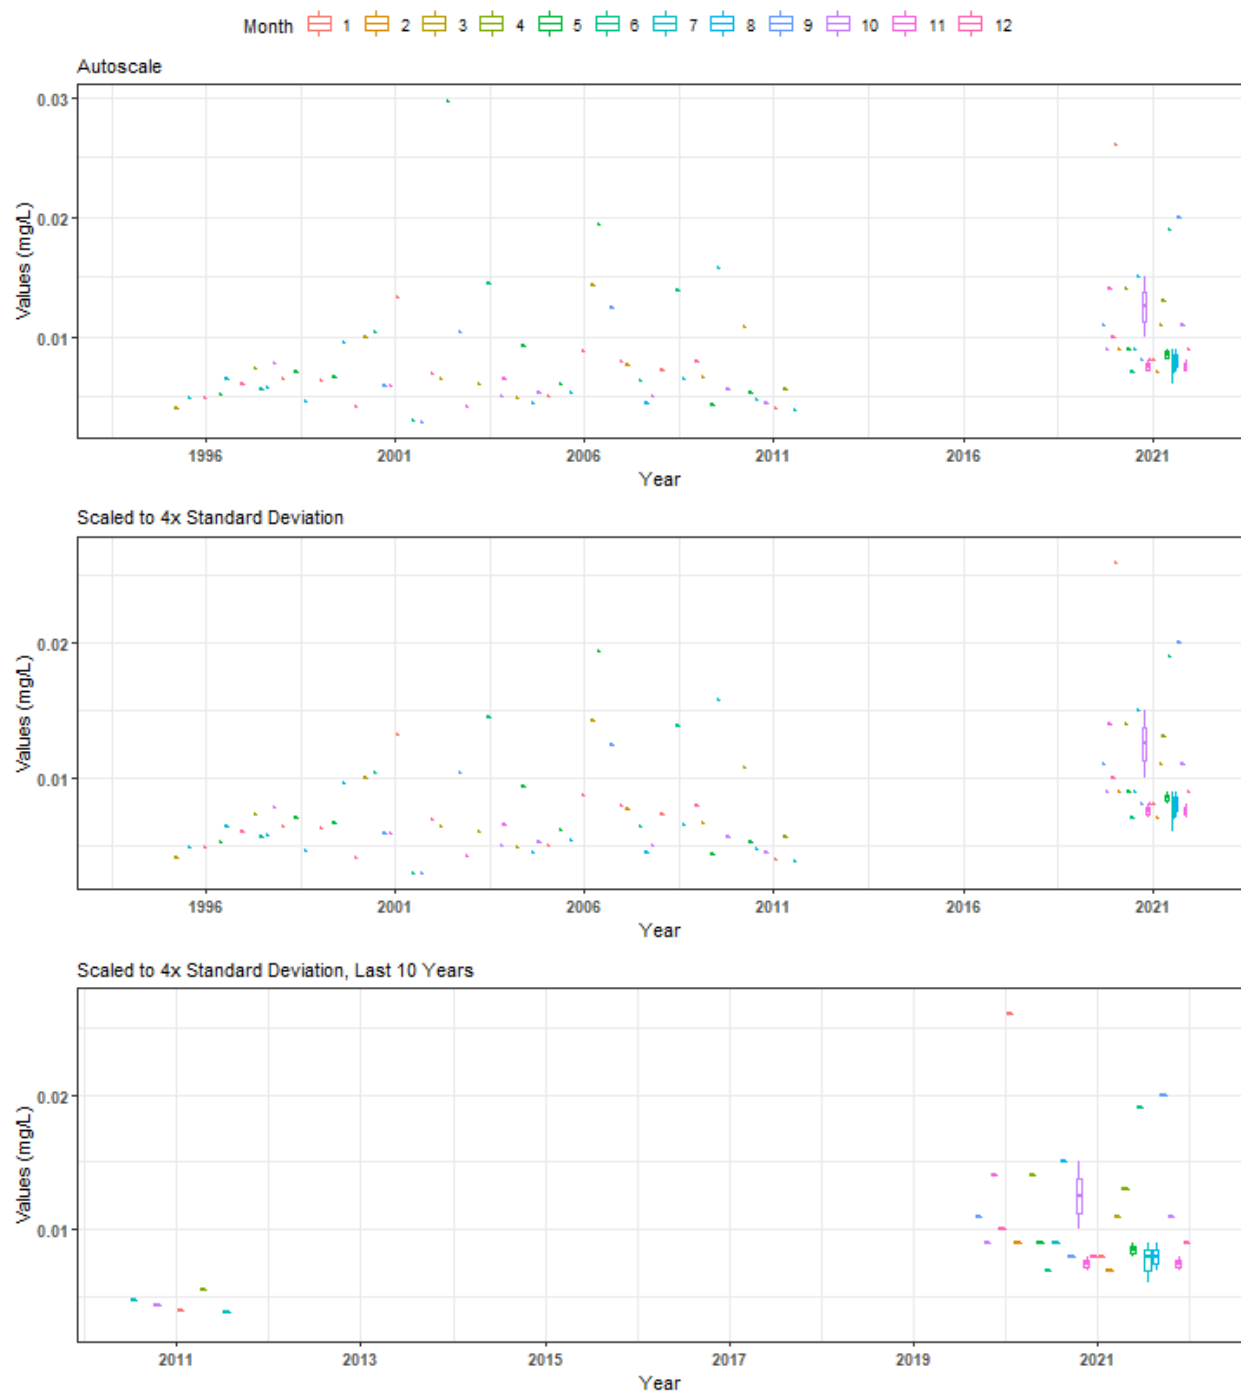 Month 1 2 3 4 5 6 7 8 9 10 11 12
Autoscale
0.03
0.02
0.01
Values (mg/L)
1996 2001 2006 2011 2016 2021
Year
Scaled to 4x Standard Deviation
0.02
0.01
Values (mg/L)
1996 2001 2006 2011 2016 2021
Year
Scaled to 4x Standard Deviation, Last 10 Years
0.02
0.01
Values (mg/L)
2011 2013 2015 2017 2019 2021
Year